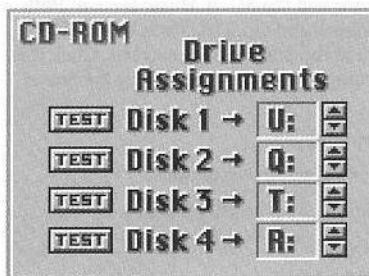 CD-ROM
Drive
Assignments
TEST Disk 1 → U:
TEST Disk 2 → Q:
TEST Disk 3 → T:
TEST Disk 4 → R: